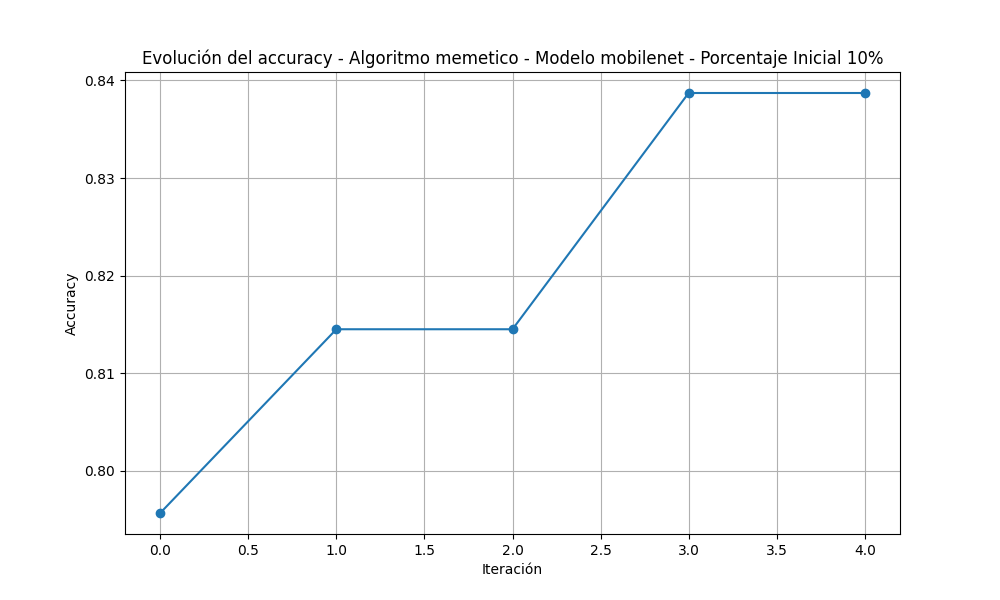 Evolución del accuracy - Algoritmo memetico - Modelo mobilenet - Porcentaje Inicial 10%
0.84
0.83
0.82
0.81
0.80
Accuracy
0.0 0.5 1.0 1.5 2.0 2.5 3.0 3.5 4.0
Iteración